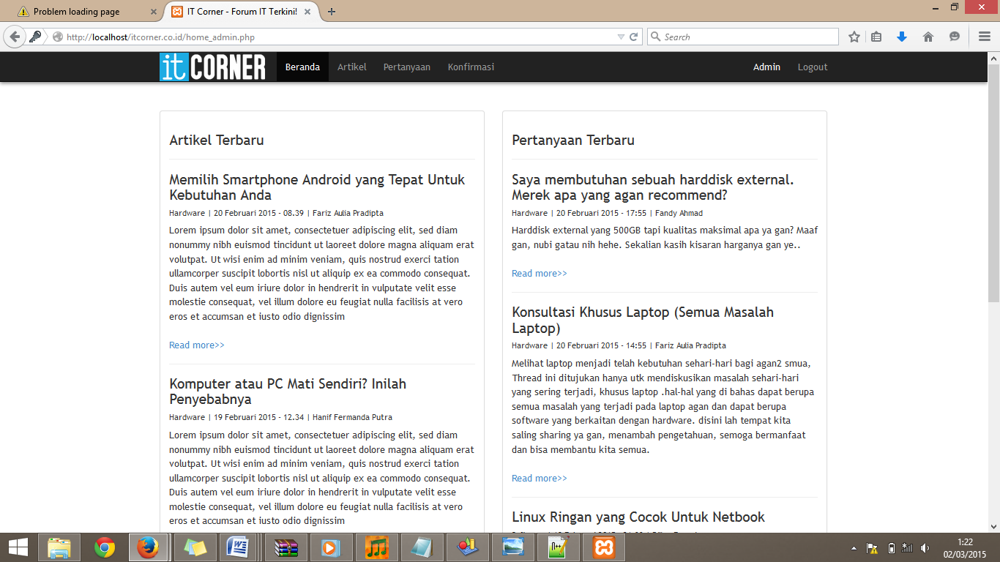 Problem loading page
IT Corner - Forum IT Terkini!
http://localhost/itcorner.co.id/home_admin.php
Search
it CORNER
Beranda
Artikel
Pertanyaan
Konfirmasi
Admin
Logout
Artikel Terbaru
Memilih Smartphone Android yang Tepat Untuk
Kebutuhan Anda
Hardware | 20 Februari 2015 - 08.39 | Fariz Aulia Pradipta
Lorem ipsum dolor sit amet, consectetuer adipiscing elit, sed diam
nonummy nibh euismod tincidunt ut laoreet dolore magna aliquam erat
volutpat. Ut wisi enim ad minim veniam, quis nostrud exerci tation
ullamcorper suscipit lobortis nisl ut aliquip ex ea commodo consequat.
Duis autem vel eum iriure dolor in hendrerit in vulputate velit esse
molestie consequat, vel illum dolore eu feugiat nulla facilisis at vero
eros et accumsan et iusto odio dignissim
Read more>>
Komputer atau PC Mati Sendiri? Inilah
Penyebabnya
Hardware | 19 Februari 2015 - 12.34 | Hanif Fermanda Putra
Lorem ipsum dolor sit amet, consectetuer adipiscing elit, sed diam
nonummy nibh euismod tincidunt ut laoreet dolore magna aliquam erat
volutpat. Ut wisi enim ad minim veniam, quis nostrud exerci tation
ullamcorper suscipit lobortis nisl ut aliquip ex ea commodo consequat.
Duis autem vel eum iriure dolor in hendrerit in vulputate velit esse
molestie consequat, vel illum dolore eu feugiat nulla facilisis at vero
eros et accumsan et iusto odio dignissim
Pertanyaan Terbaru
Saya membutuhan sebuah harddisk external.
Merek apa yang agan recommend?
Hardware | 20 Februari 2015 - 17:55 | Fandy Ahmad
Harddisk external yang 500GB tapi kualitas maksimal apa ya gan? Maaf
gan, nubi gatau nih hehe. Sekalian kasih kisaran harganya gan ye..
Read more>>
Konsultasi Khusus Laptop (Semua Masalah
Laptop)
Hardware | 20 Februari 2015 - 14:55 | Fariz Aulia Pradipta
Melihat laptop menjadi telah kebutuhan sehari-hari bagi agan2 smua,
Thread ini ditujukan hanya utk mendiskusikan masalah sehari-hari
yang sering terjadi, khusus laptop .hal-hal yang di bahas dapat berupa
semua masalah yang terjadi pada laptop agan dan dapat berupa
software yang berkaitan dengan hardware. disini lah tempat kita
saling sharing ya gan, menambah pengetahuan, semoga bermanfaat
dan bisa membantu kita semua.
Read more>>
Linux Ringan yang Cocok Untuk Netbook
1:22
02/03/2015